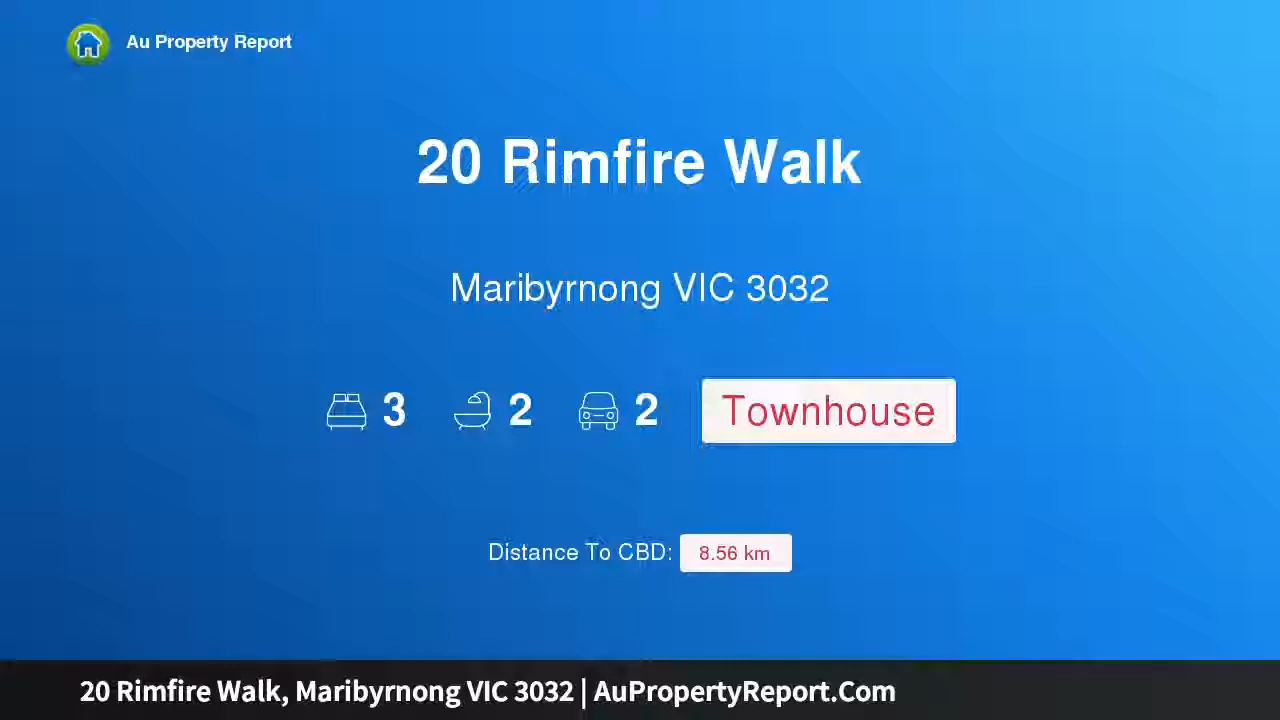 Au Property Report
20 Rimfire Walk
Maribyrnong VIC 3032
3 2 2 Townhouse
Distance To CBD: 8.56 km
20 Rimfire Walk, Maribyrnong VIC 3032 | AuPropertyReport.Com